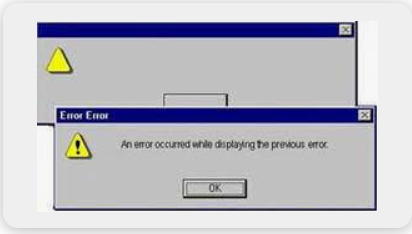 Error Error
An error occurred while displaying the previous error.
OK